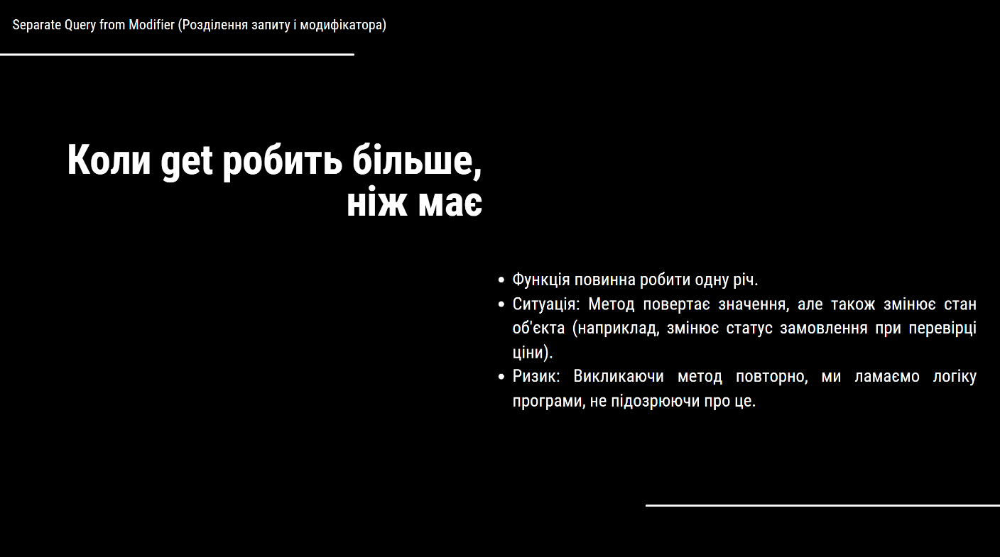 Separate Query from Modifier (Розділення запиту і модифікатора)
Коли get робить більше,
ніж має
• Функція повинна робити одну річ.
• Ситуація: Метод повертає значення, але також змінює стан
об'єкта (наприклад, змінює статус замовлення при перевірці
ціни).
• Ризик: Викликаючи метод повторно, ми ламаємо логіку
програми, не підозрюючи про це.